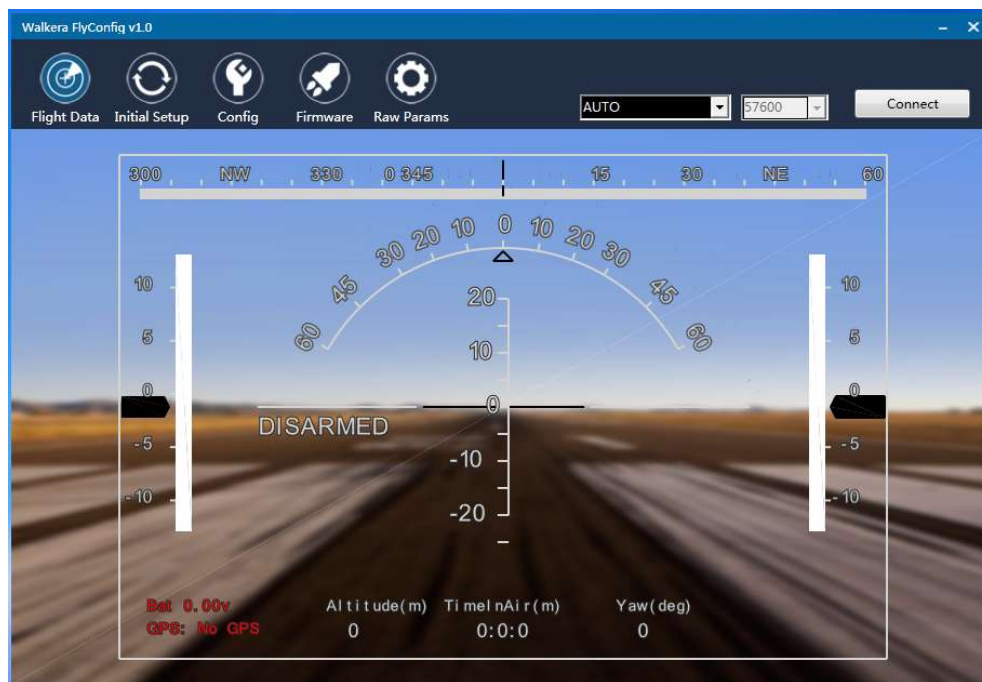 Walkera FlyConfig v1.0
Flight Data Initial Setup Config Firmware Raw Params
AUTO 57600 Connect
300 NW 330 0 345 15 30 NE 60
60 45 30 20 10 0 10 20 30 45 60
20
10
0
-10
-20
10
5
0
-5
-10
10
5
0
-5
-10
DISARMED
Bat 0.00v
GPS: No GPS
Altitude(m) TimeInAir(m) Yaw(deg)
0 0:0:0 0